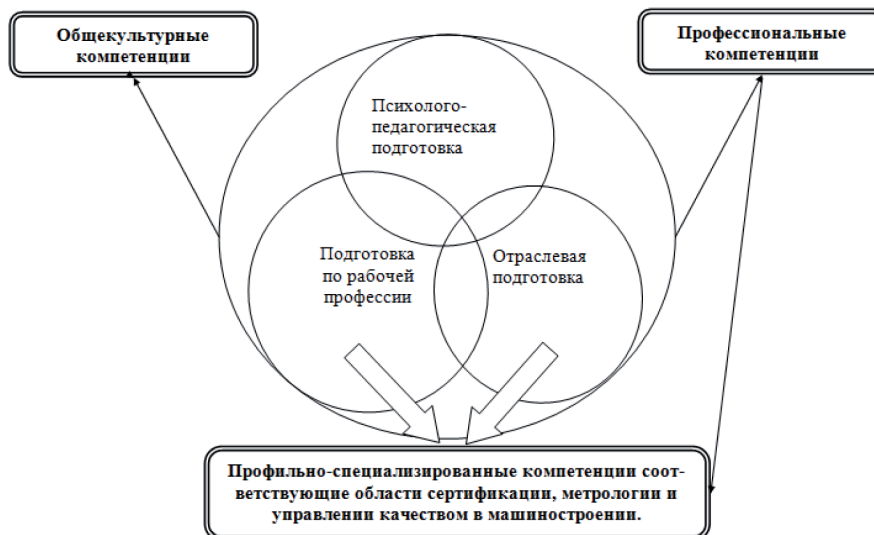 Общекультурные
компетенции
Профессиональные
компетенции
Психолого-
педагогическая
подготовка
Подготовка
по рабочей
профессии
Отраслевая
подготовка
Профильно-специализированные компетенции соот-
ветствующие области сертификации, метрологии и
управлении качеством в машиностроении.